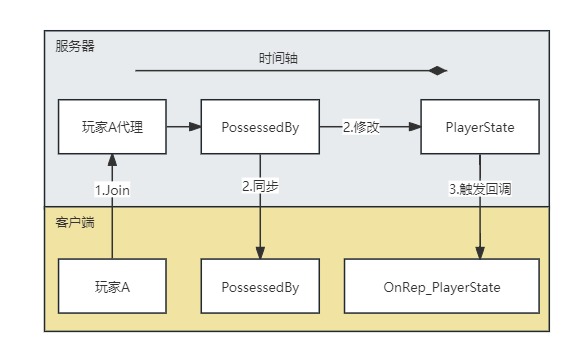 服务器
时间轴
玩家A代理
PossessedBy
2.修改
PlayerState
1.Join
2.同步
3.触发回调
客户端
玩家A
PossessedBy
OnRep_PlayerState